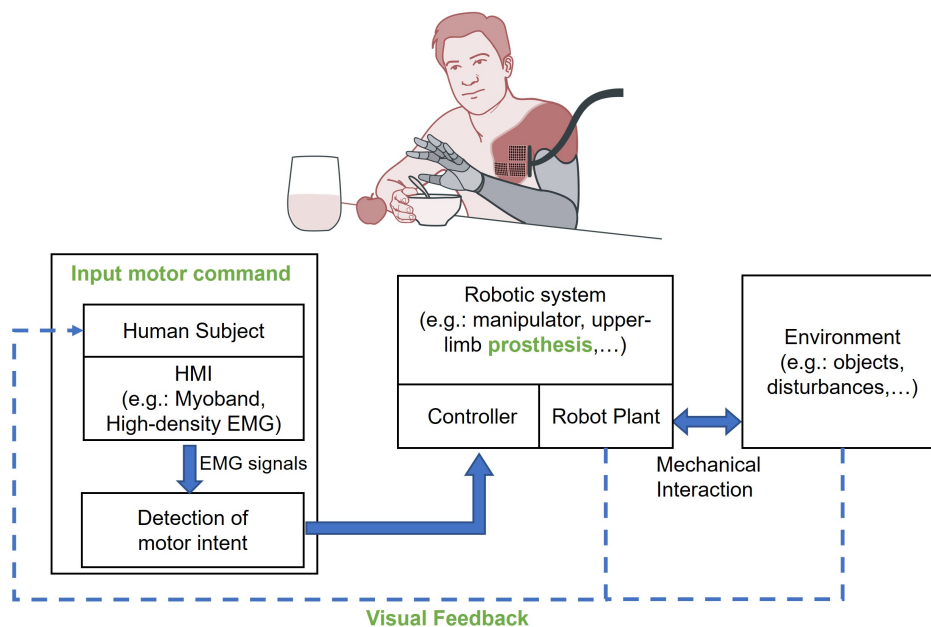 Input motor command
Human Subject
HMI
(e.g.: Myoband,
High-density EMG)
EMG signals
Detection of
motor intent
Robotic system
(e.g.: manipulator, upper-
limb prosthesis,...)
Controller
Robot Plant
Mechanical
Interaction
Environment
(e.g.: objects,
disturbances,...)
Visual Feedback